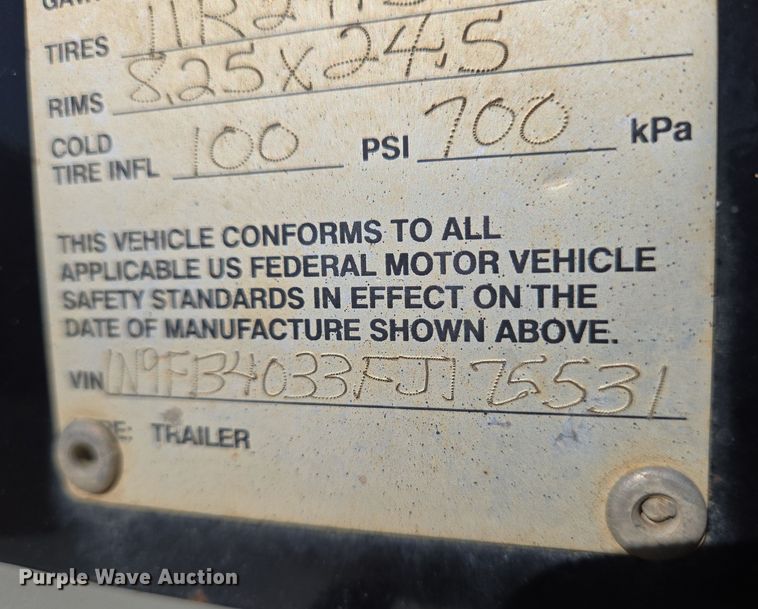 TIRES 11R24.5
RIMS 8.25X24.5
COLD
TIRE INFL 100 PSI 700 kPa
THIS VEHICLE CONFORMS TO ALL
APPLICABLE US FEDERAL MOTOR VEHICLE
SAFETY STANDARDS IN EFFECT ON THE
DATE OF MANUFACTURE SHOWN ABOVE.
VIN 1N9FB4033FJ175531
TRAILER
Purple Wave Auction